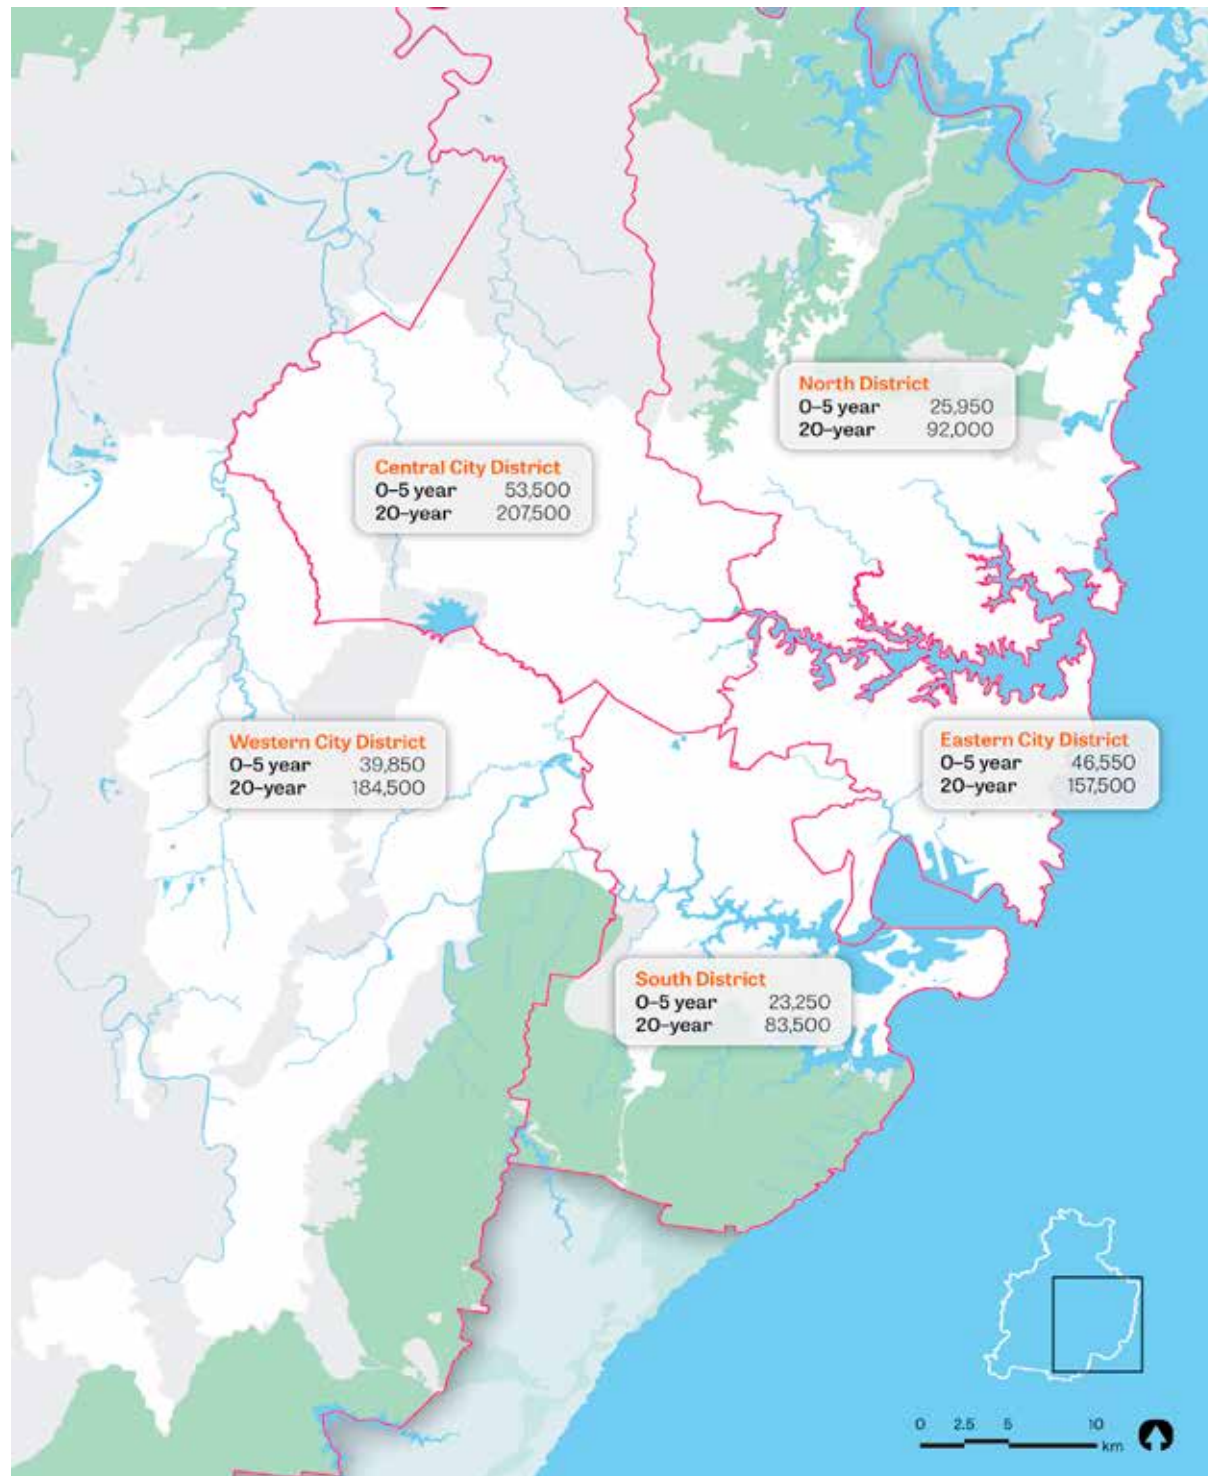 North District
0–5 year 25,950
20–year 92,000
Central City District
0–5 year 53,500
20–year 207,500
Western City District
0–5 year 39,850
20–year 184,500
Eastern City District
0–5 year 46,550
20–year 157,500
South District
0–5 year 23,250
20–year 83,500
0 2.5 5 10
km